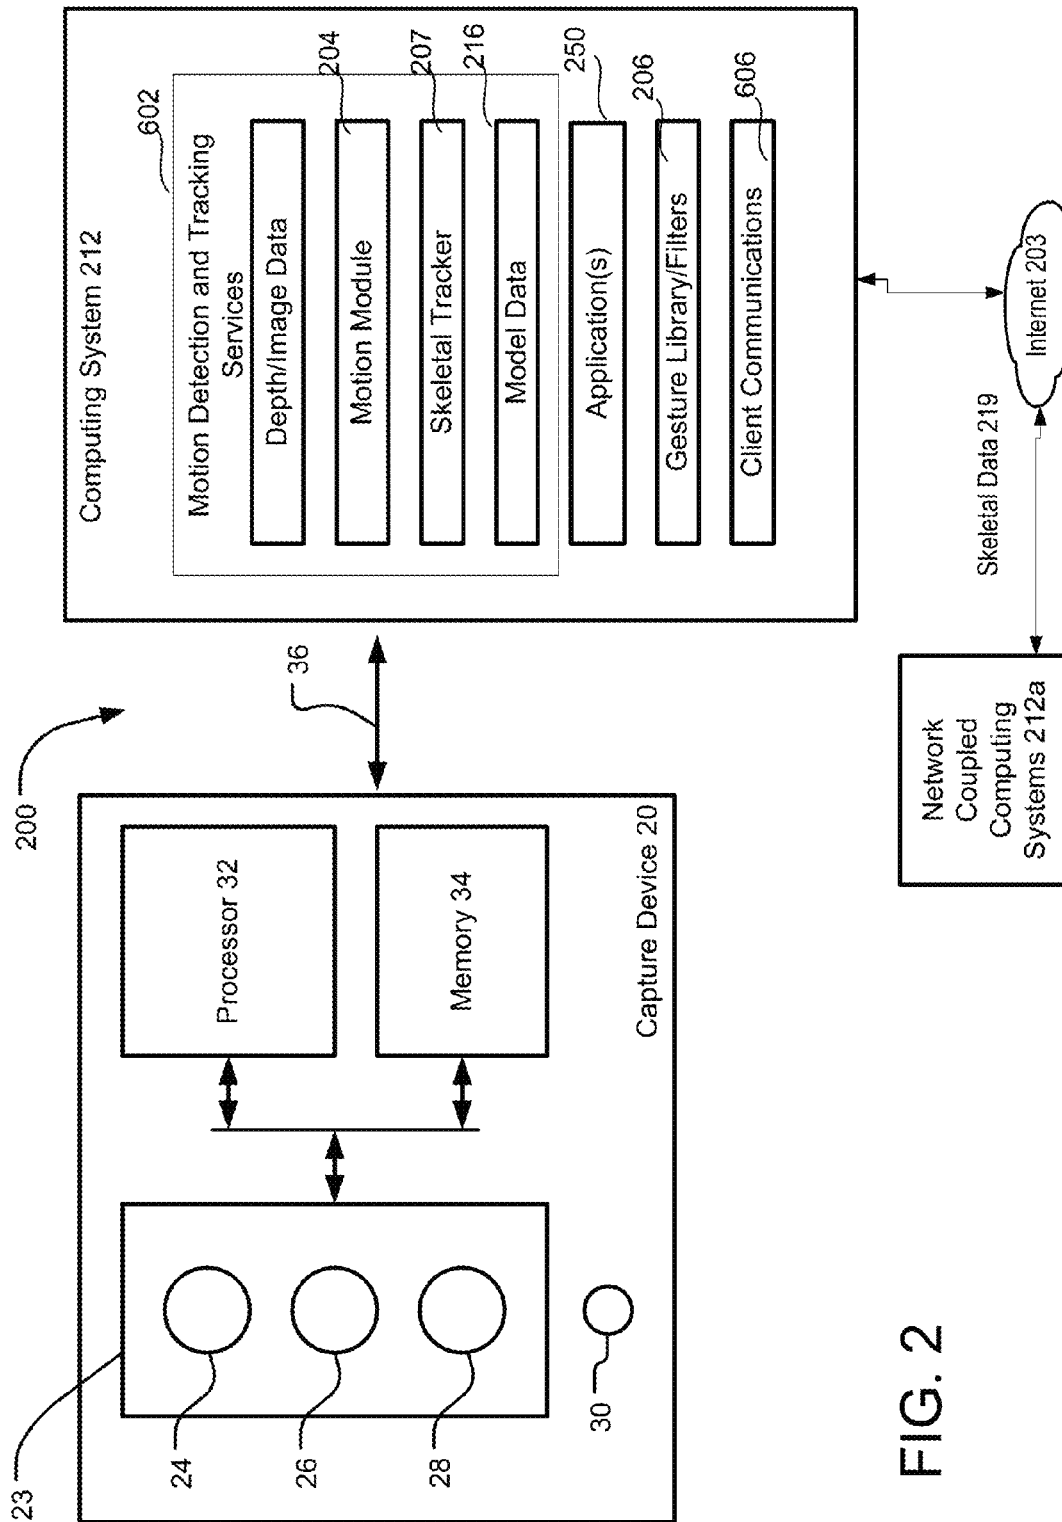 200
23
24
26
28
30
Processor 32
Memory 34
Capture Device 20
36
Computing System 212
602
Motion Detection and Tracking
Services
Depth/Image Data
Motion Module
204
Skeletal Tracker
207
Model Data
216
Application(s)
250
Gesture Library/Filters
206
Client Communications
606
Network
Coupled
Computing
Systems 212a
Skeletal Data 219
Internet 203
FIG. 2